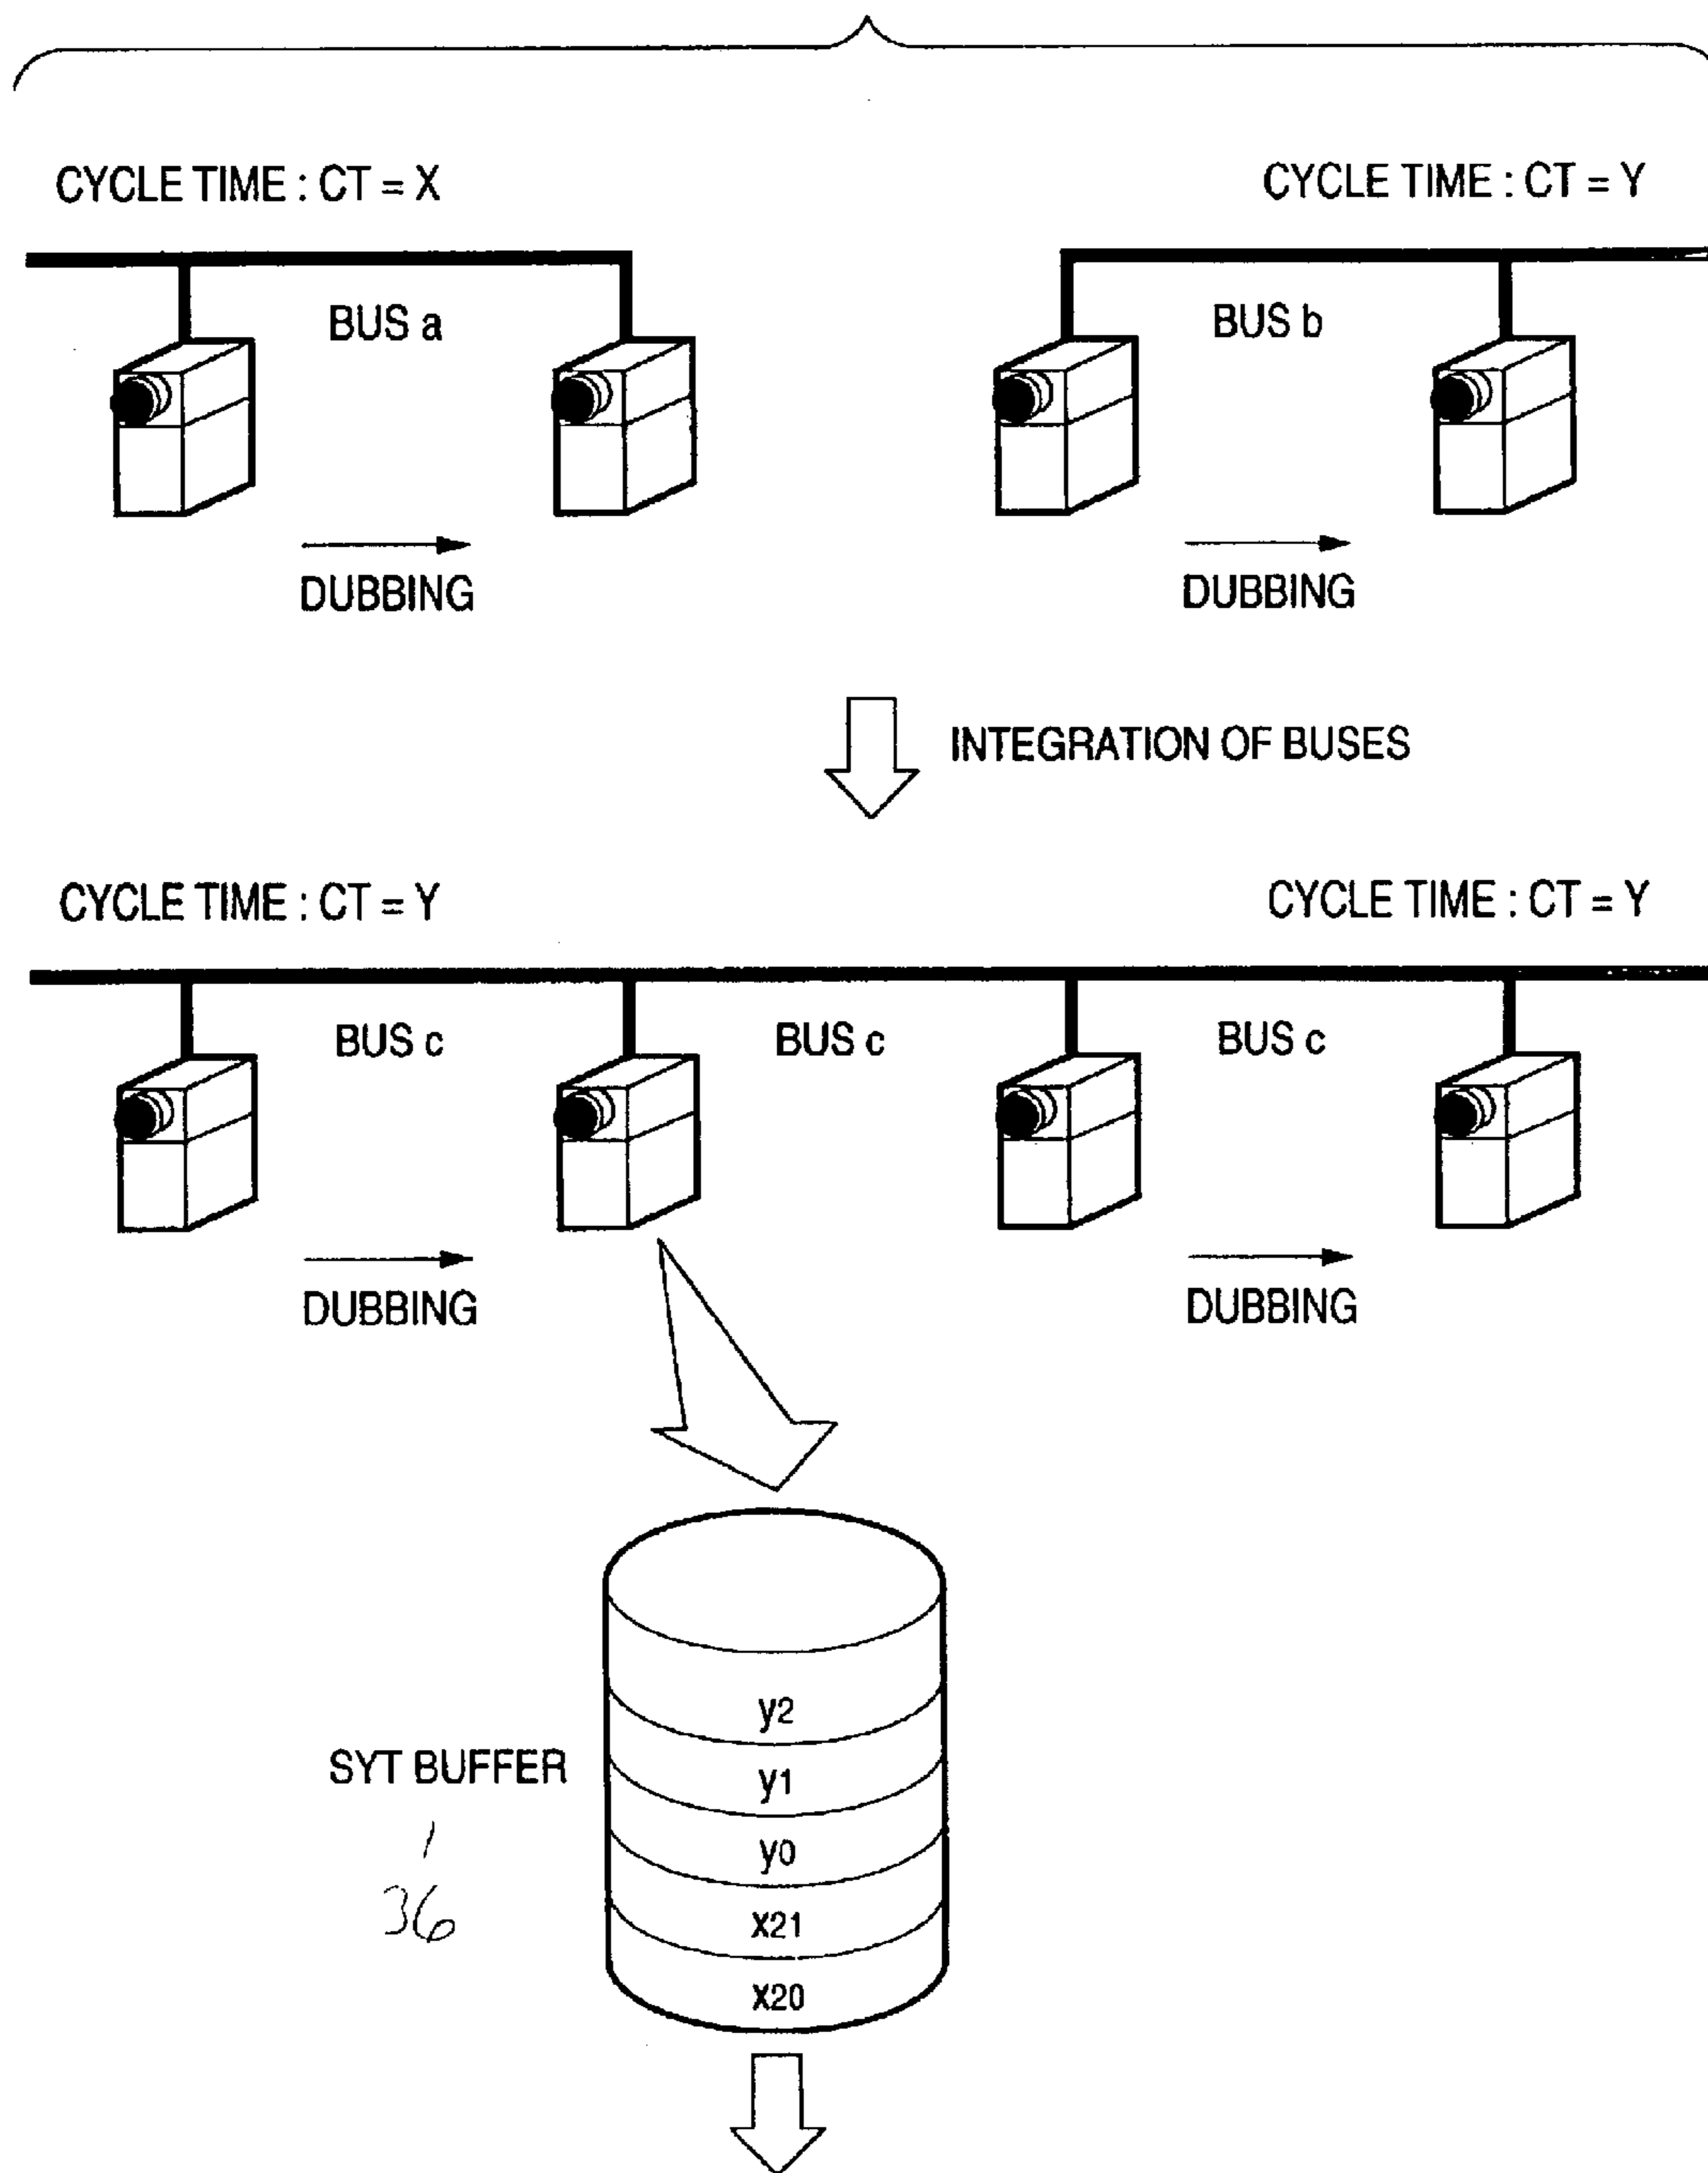 CYCLE TIME : CT = X
CYCLE TIME : CT = Y
BUS a
BUS b
DUBBING
DUBBING
INTEGRATION OF BUSES
CYCLE TIME : CT = Y
CYCLE TIME : CT = Y
BUS c
BUS c
BUS c
DUBBING
DUBBING
y2
SYT BUFFER
y1
y0
36
x21
x20